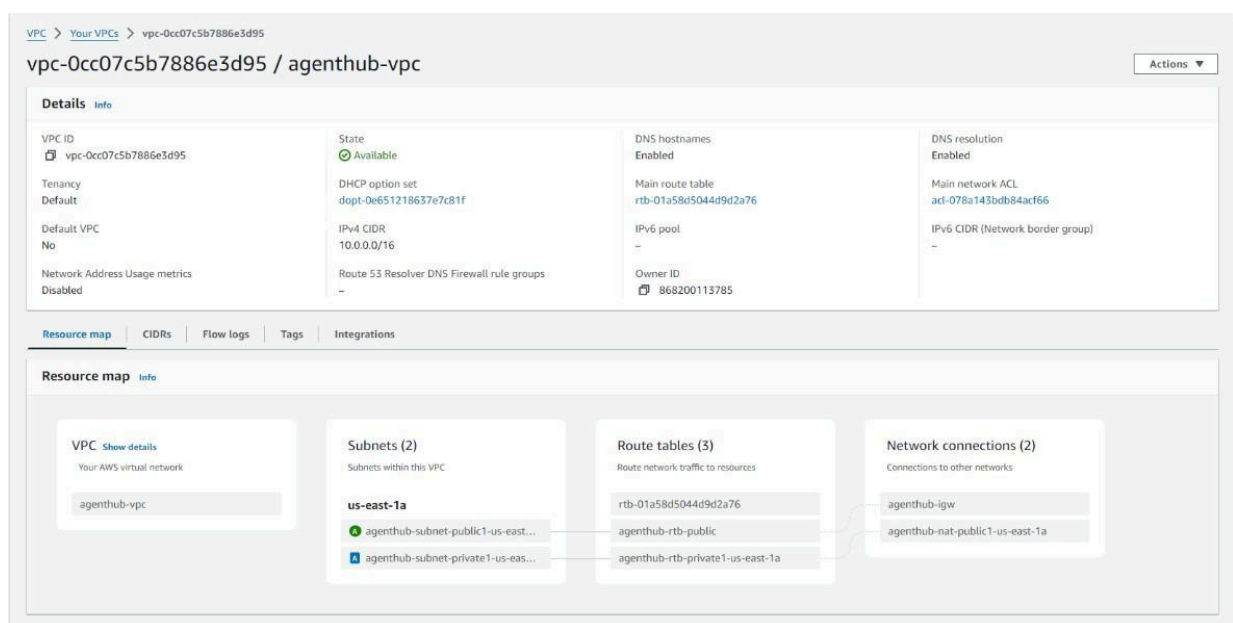 VPC > Your VPCs > vpc-0cc07c5b7886e3d95
vpc-0cc07c5b7886e3d95 / agenthub-vpc
Actions ▼
Details Info
VPC ID
vpc-0cc07c5b7886e3d95
State
Available
DNS hostnames
Enabled
DNS resolution
Enabled
Tenancy
Default
DHCP option set
dopt-0e651218637e7c81f
Main route table
rtb-01a58d5044d9d2a76
Main network ACL
acl-078a143bdb84acf66
Default VPC
No
IPv4 CIDR
10.0.0.0/16
IPv6 pool
–
IPv6 CIDR (Network border group)
–
Network Address Usage metrics
Disabled
Route 53 Resolver DNS Firewall rule groups
–
Owner ID
868200113785
Resource map
CIDRs
Flow logs
Tags
Integrations
Resource map Info
VPC Show details
Your AWS virtual network
agenthub-vpc
Subnets (2)
Subnets within this VPC
us-east-1a
A agenthub-subnet-public1-us-east...
A agenthub-subnet-private1-us-eas...
Route tables (3)
Route network traffic to resources
rtb-01a58d5044d9d2a76
agenthub-rtb-public
agenthub-rtb-private1-us-east-1a
Network connections (2)
Connections to other networks
agenthub-igw
agenthub-nat-public1-us-east-1a